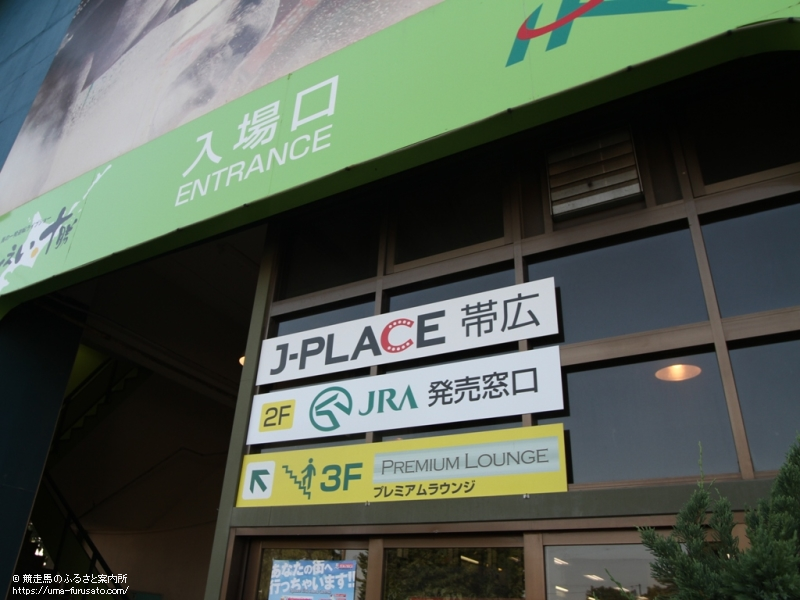 入場口
ENTRANCE
J-PLACE 帯広
2F JRA 発売窓口
3F PREMIUM LOUNGE
プレミアムラウンジ
あなたの街へ
行っちゃいます!!
© 競走馬のふるさと案内所
https://uma-furusato.com/